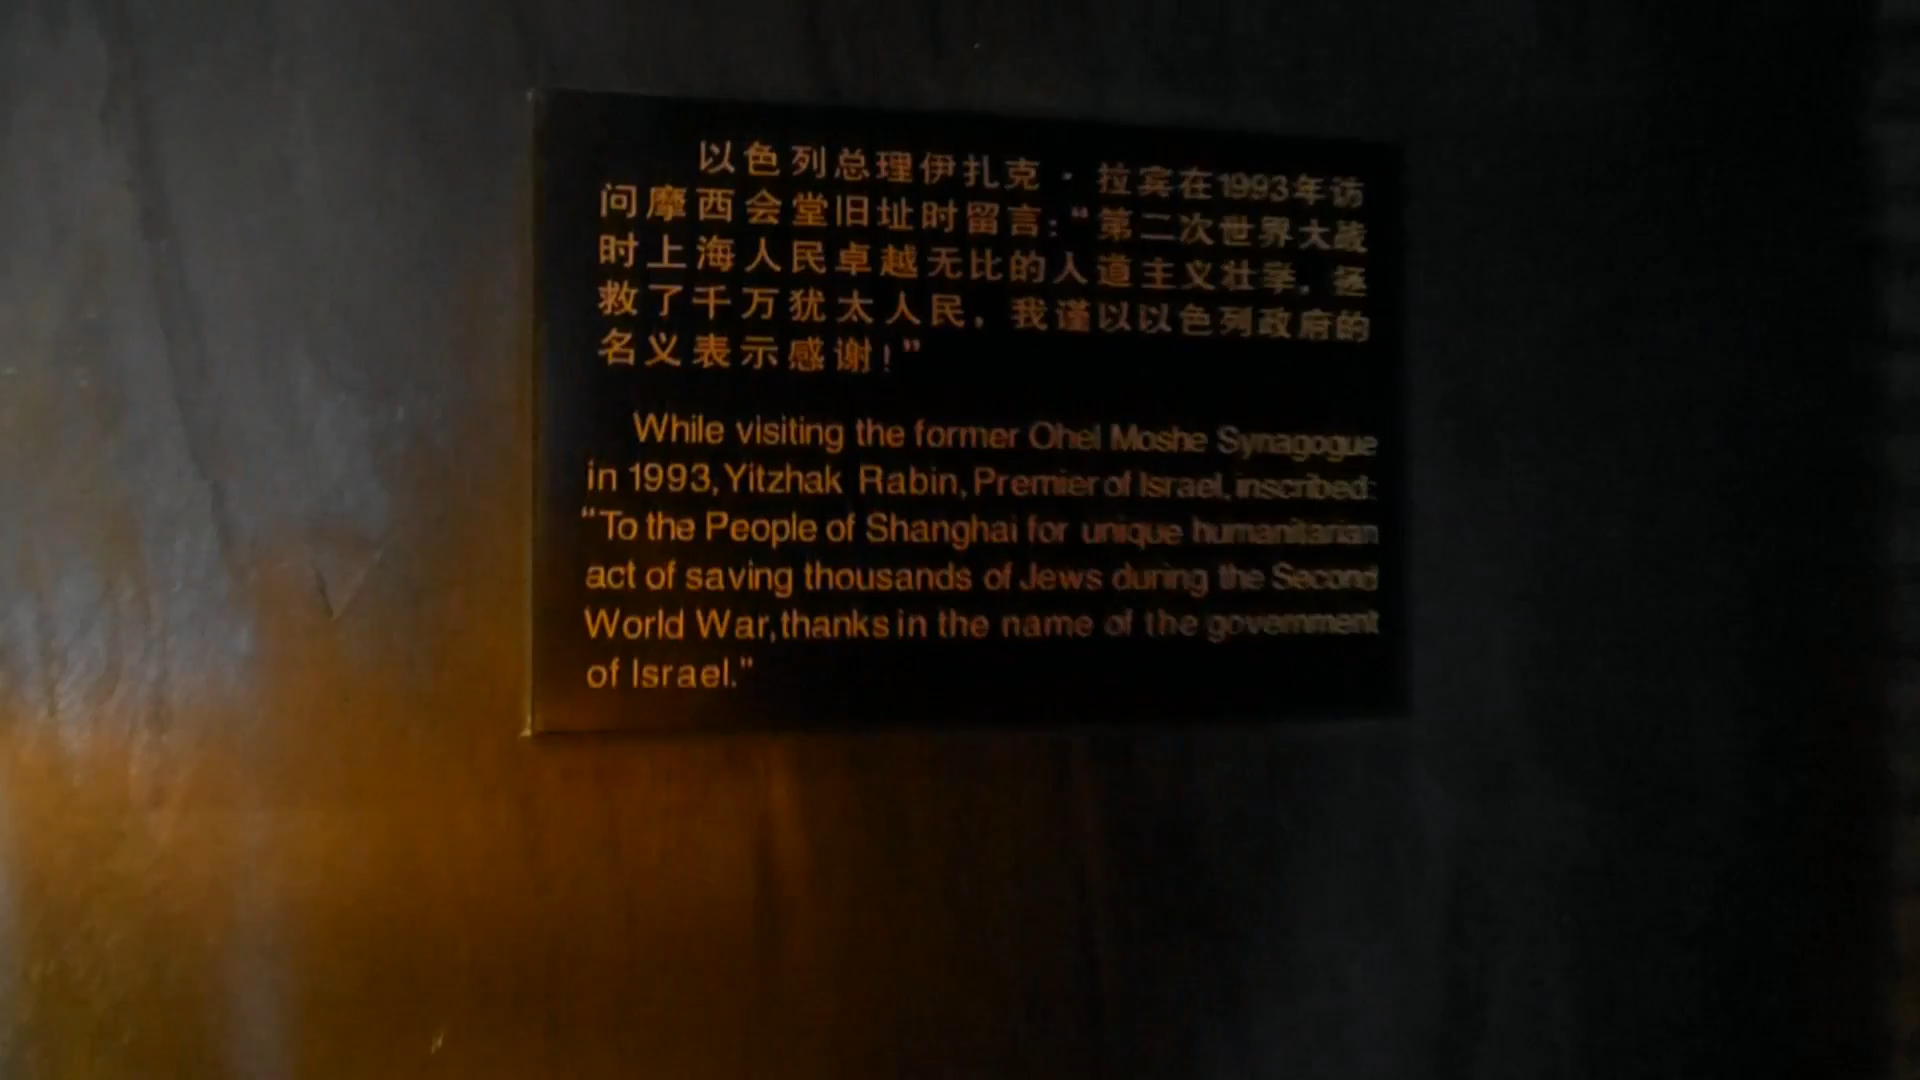 以色列总理伊扎克·拉宾在1993年访
问摩西会堂旧址时留言:“第二次世界大战
时上海人民卓越无比的人道主义壮举,拯
救了千万犹太人民,我谨以以色列政府的
名义表示感谢!”
While visiting the former Ohel Moshe Synagogue
in 1993, Yitzhak Rabin, Premier of Israel, inscribed:
“To the People of Shanghai for unique humanitarian
act of saving thousands of Jews during the Second
World War, thanks in the name of the government
of Israel.”